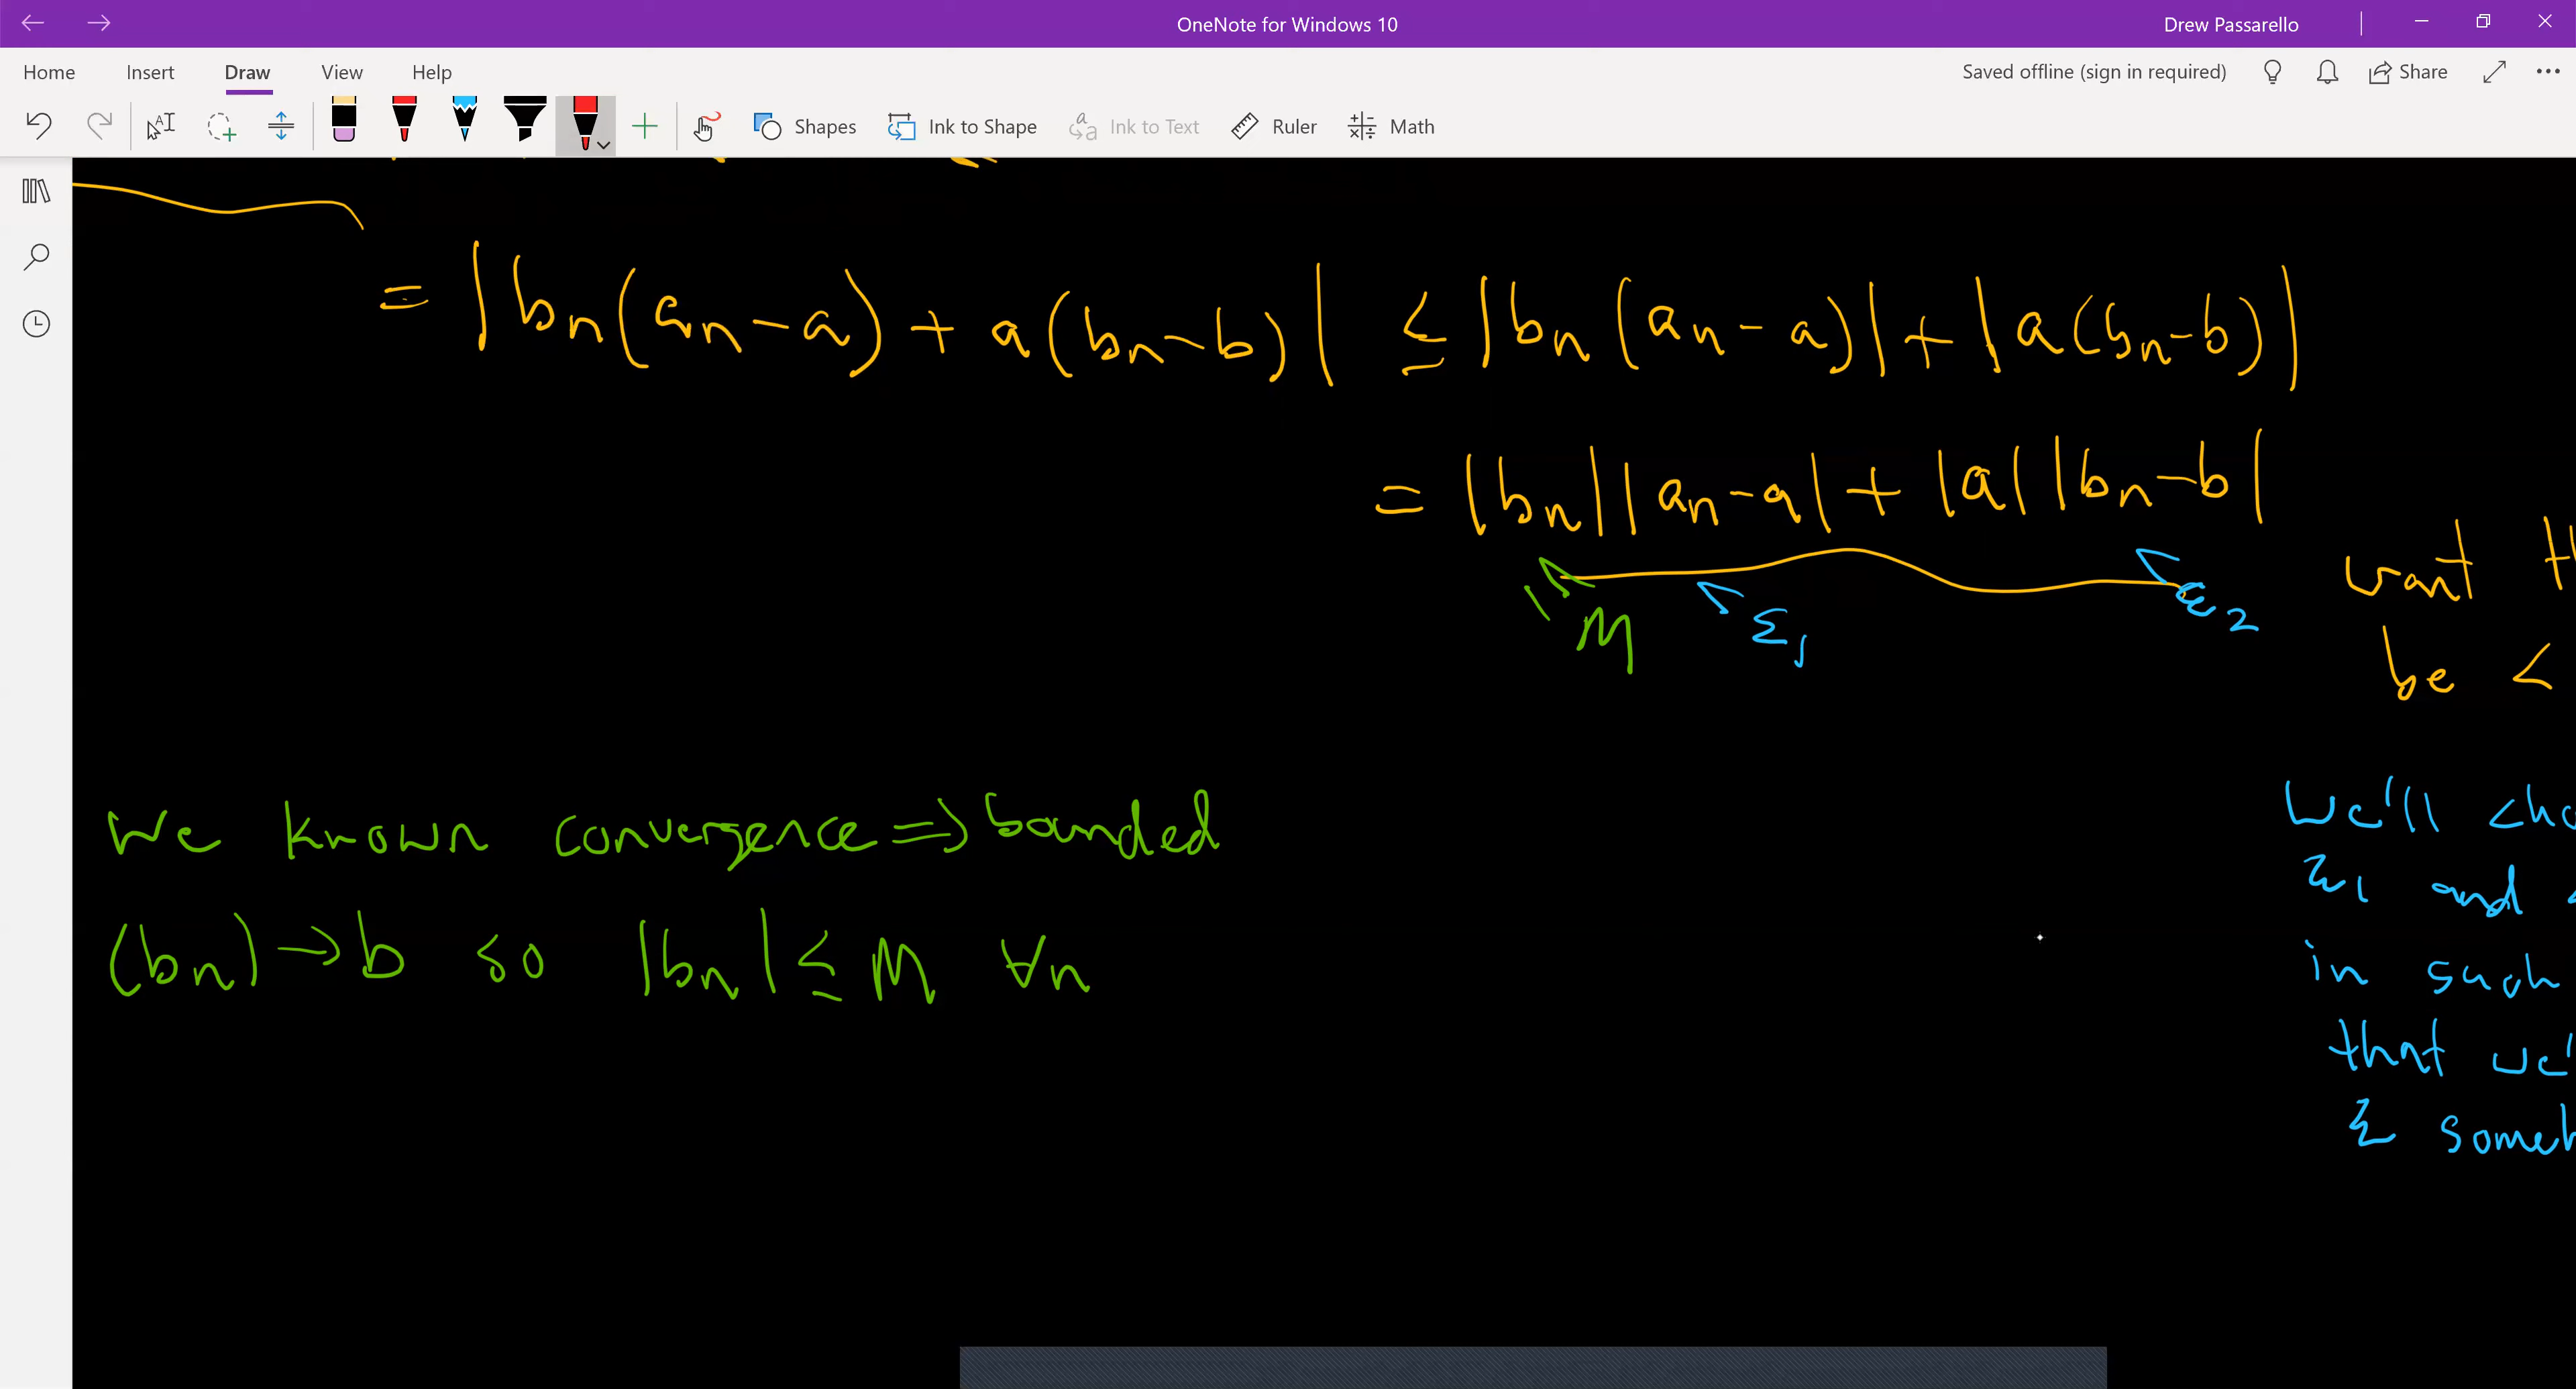 OneNote for Windows 10
Drew Passarello
Home Insert Draw View Help
Saved offline (sign in required)
Share
Shapes Ink to Shape Ink to Text Ruler Math
= |bn(an-a) + a(bn-b)| ≤ |bn(an-a)| + |a(bn-b)|
= |bn||an-a| + |a||bn-b|
M ε1 ε2
want
be <
We known convergence ⇒ bounded
(bn) → b so |bn| ≤ M ∀n
We'll
ε1 and
in such
that
ε